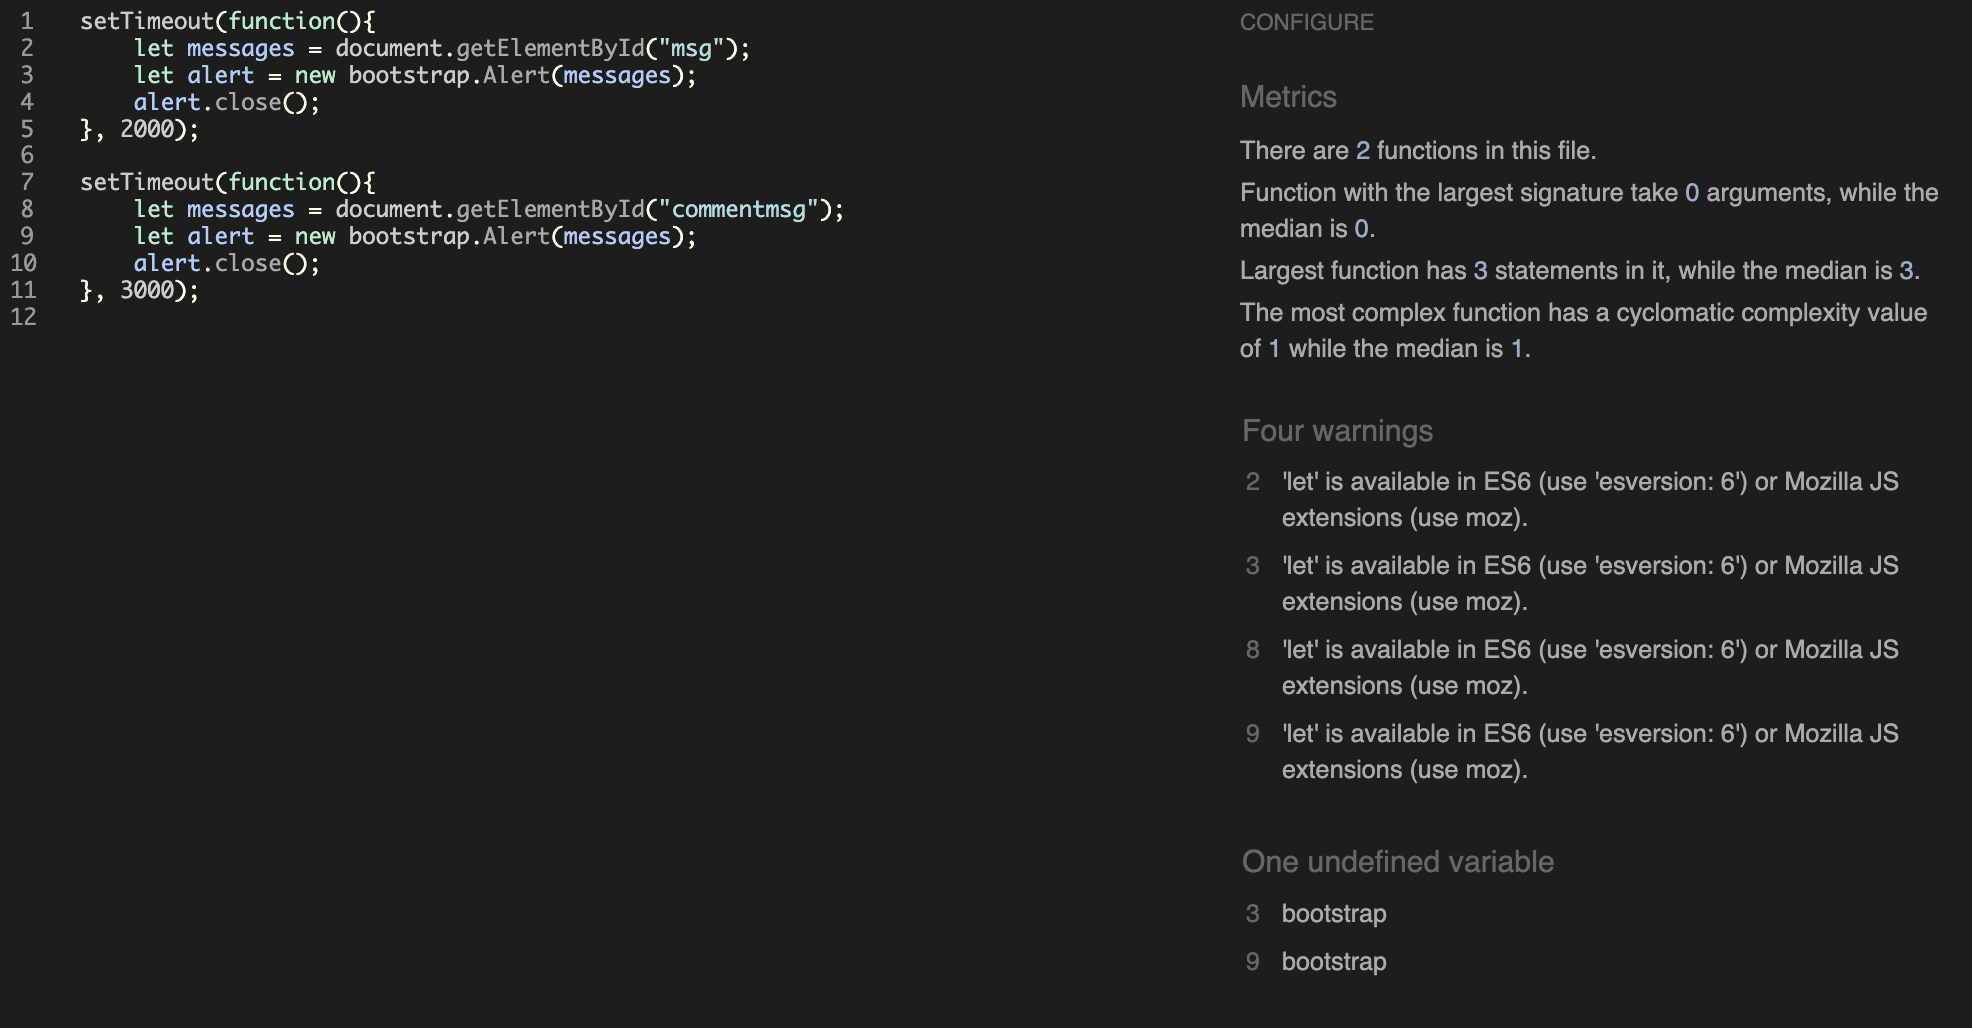 1 setTimeout(function(){
2 let messages = document.getElementById("msg");
3 let alert = new bootstrap.Alert(messages);
4 alert.close();
5 }, 2000);
6
7 setTimeout(function(){
8 let messages = document.getElementById("commentmsg");
9 let alert = new bootstrap.Alert(messages);
10 alert.close();
11 }, 3000);
12
CONFIGURE
Metrics
There are 2 functions in this file.
Function with the largest signature take 0 arguments, while the
median is 0.
Largest function has 3 statements in it, while the median is 3.
The most complex function has a cyclomatic complexity value
of 1 while the median is 1.
Four warnings
2 'let' is available in ES6 (use 'esversion: 6') or Mozilla JS
extensions (use moz).
3 'let' is available in ES6 (use 'esversion: 6') or Mozilla JS
extensions (use moz).
8 'let' is available in ES6 (use 'esversion: 6') or Mozilla JS
extensions (use moz).
9 'let' is available in ES6 (use 'esversion: 6') or Mozilla JS
extensions (use moz).
One undefined variable
3 bootstrap
9 bootstrap